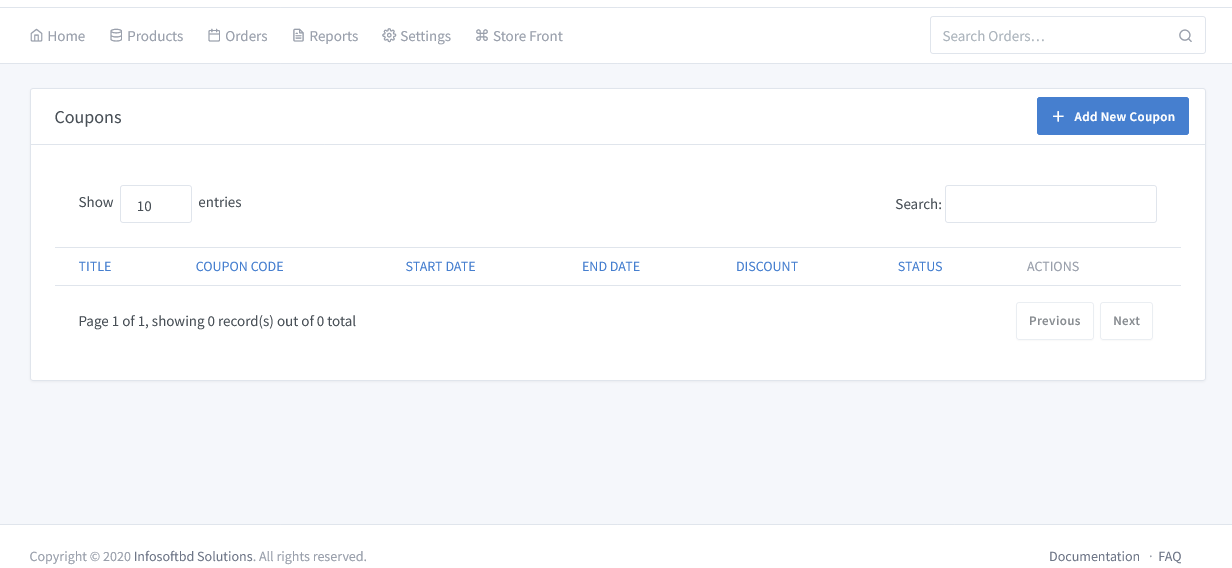 Home Products Orders Reports Settings Store Front Search Orders...
Coupons + Add New Coupon
Show 10 entries Search:
TITLE COUPON CODE START DATE END DATE DISCOUNT STATUS ACTIONS
Page 1 of 1, showing 0 record(s) out of 0 total Previous Next
Copyright © 2020 Infosoftbd Solutions. All rights reserved. Documentation · FAQ